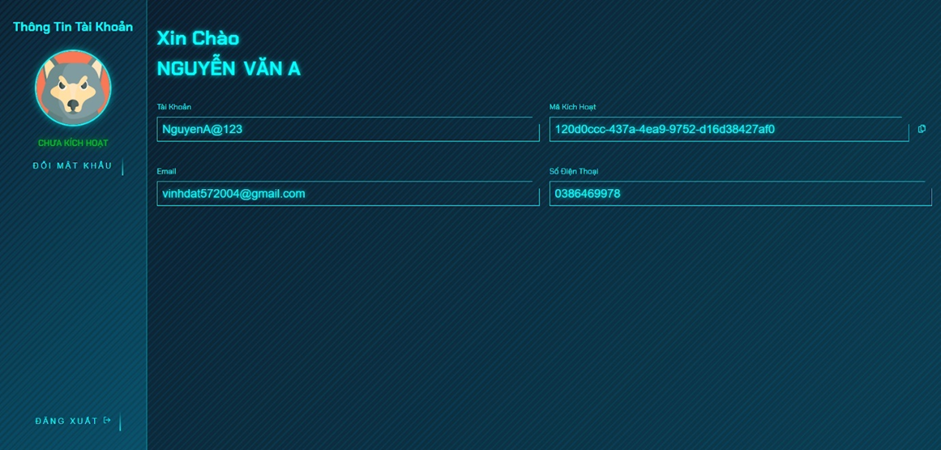 Thông Tin Tài Khoản
CHƯA KÍCH HOẠT
ĐỔI MẬT KHẨU
ĐĂNG XUẤT
Xin Chào
NGUYỄN VĂN A
Tài Khoản
NguyenA@123
Mã Kích Hoạt
120d0ccc-437a-4ea9-9752-d16d38427af0
Email
vinhdat572004@gmail.com
Số Điện Thoại
0386469978